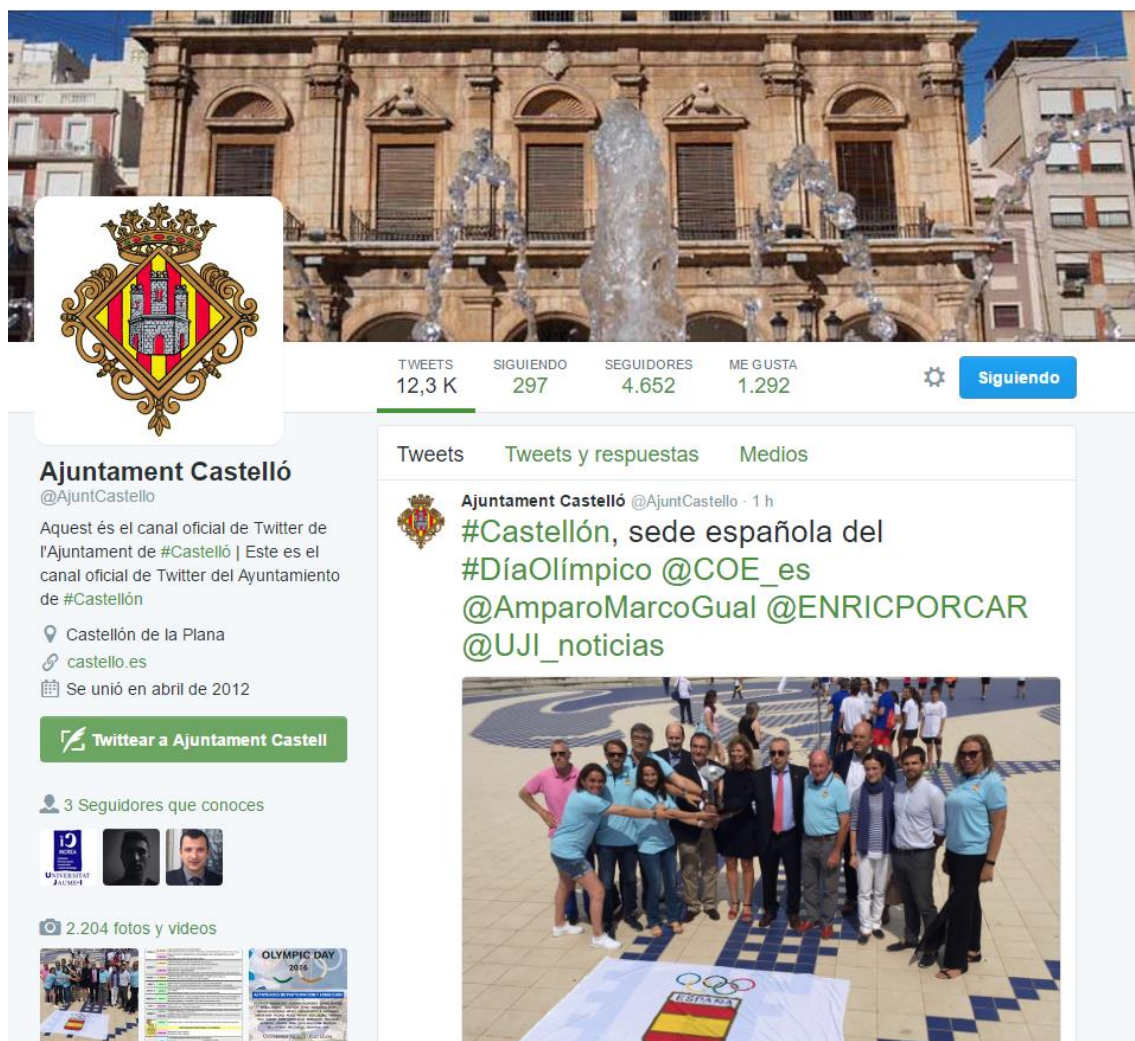 TWEETS SIGUIENDO SEGUIDORES ME GUSTA
12,3 K 297 4.652 1.292
Siguiendo
Ajuntament Castelló
@AjuntCastello
Aquest és el canal oficial de Twitter de
l'Ajuntament de #Castelló | Este es el
canal oficial de Twitter del Ayuntamiento
de #Castellón
Castellón de la Plana
castello.es
Se unió en abril de 2012
Twittear a Ajuntament Castell
3 Seguidores que conoces
UNIVERSITAT
JAUME-I
2.204 fotos y videos
OLYMPIC DAY
2016
Tweets Tweets y respuestas Medios
Ajuntament Castelló @AjuntCastello · 1 h
#Castellón, sede española del
#DíaOlímpico @COE_es
@AmparoMarcoGual @ENRICPORCAR
@UJI_noticias
ESPAÑA